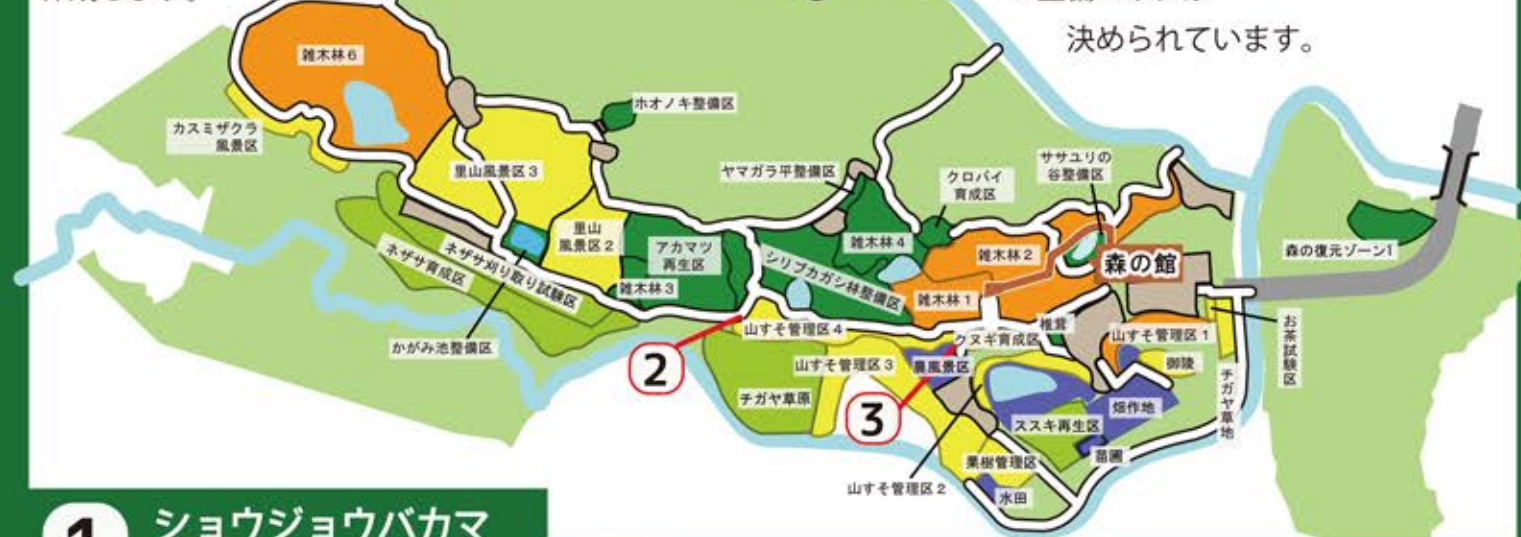 決められています。
雑木林6
ホオノキ整備区
カスミザクラ
風景区
里山風景区3
ヤマガラ平整備区
クロバイ
育成区
ササユリの
谷整備区
里山
風景区2
アカマツ
再生区
雑木林4
雑木林2
森の館
森の復元ゾーン1
ネザサ育成区
ネザサ刈り取り試験区
シリブカガシ林整備区
雑木林3
雑木林1
かがみ池整備区
山すそ管理区4
クヌギ育成区
椎茸
山すそ管理区1
お茶試験区
2
山すそ管理区3
農風景区
御陵
チガヤ草地
チガヤ草原
3
畑作地
ススキ再生区
苗圃
果樹管理区
山すそ管理区2
水田
1
ショウジョウバカマ